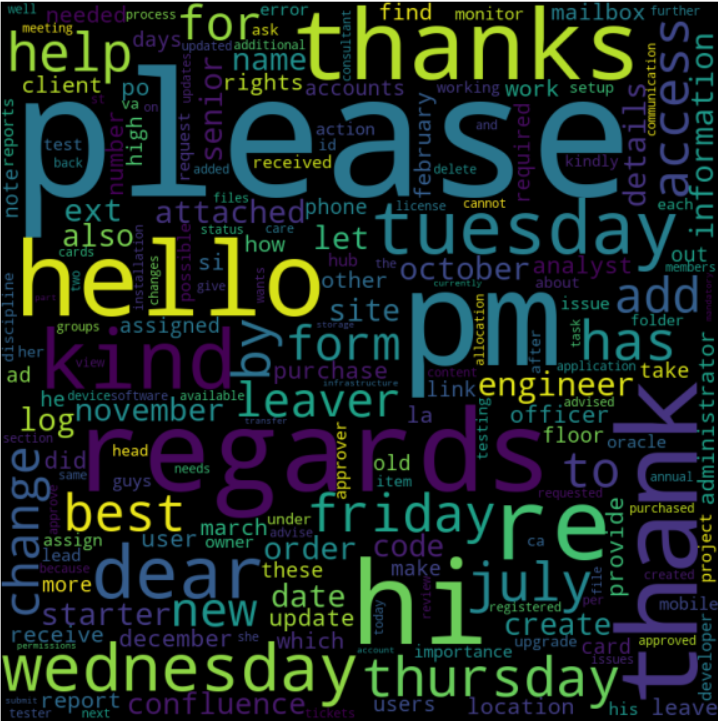 well
process
error
find
monitor
mailbox
further
meeting
needed
for
updated
additional
ask
thanks
consultant
help
days
name
rights
accounts
working
work
setup
client
po
senior
request
updates
st
on
va
high
number
and
communication
access
information
details
note
reports
test
back
please
action
id
received
february
required
kindly
added
files
license
delete
cannot
each
ext
attached
phone
also
status
care
how
let
tuesday
out
members
cards
two
installation
changes
possible
si
give
wants
hub
the
other
october
analyst
about
add
mandatory
hello
site
currently
pm
allocation
after
issue
folder
task
has
part
discipline
groups
assigned
by
storage
form
kind
view
her
purchase
link
content
application
engineer
take
ad
he
device
software
available
infrastructure
november
leaver
la
advised
officer
administrator
log
transfer
testing
floor
oracle
section
did
head
regards
approver
old
item
to
annual
same
needs
guys
requested
thank
change
approve
because
best
march
under
friday
re
purchased
provide
project
assign
user
owner
advise
order
code
ca
file
created
lead
dear
these
make
more
date
hi
review
july
per
mobile
starter
new
update
today
registered
create
approved
developer
receive
december
she
which
account
importance
upgrade
card
issues
permissions
wednesday
thursday
submit
report
confluence
users
location
his
leave
tester
next
tickets